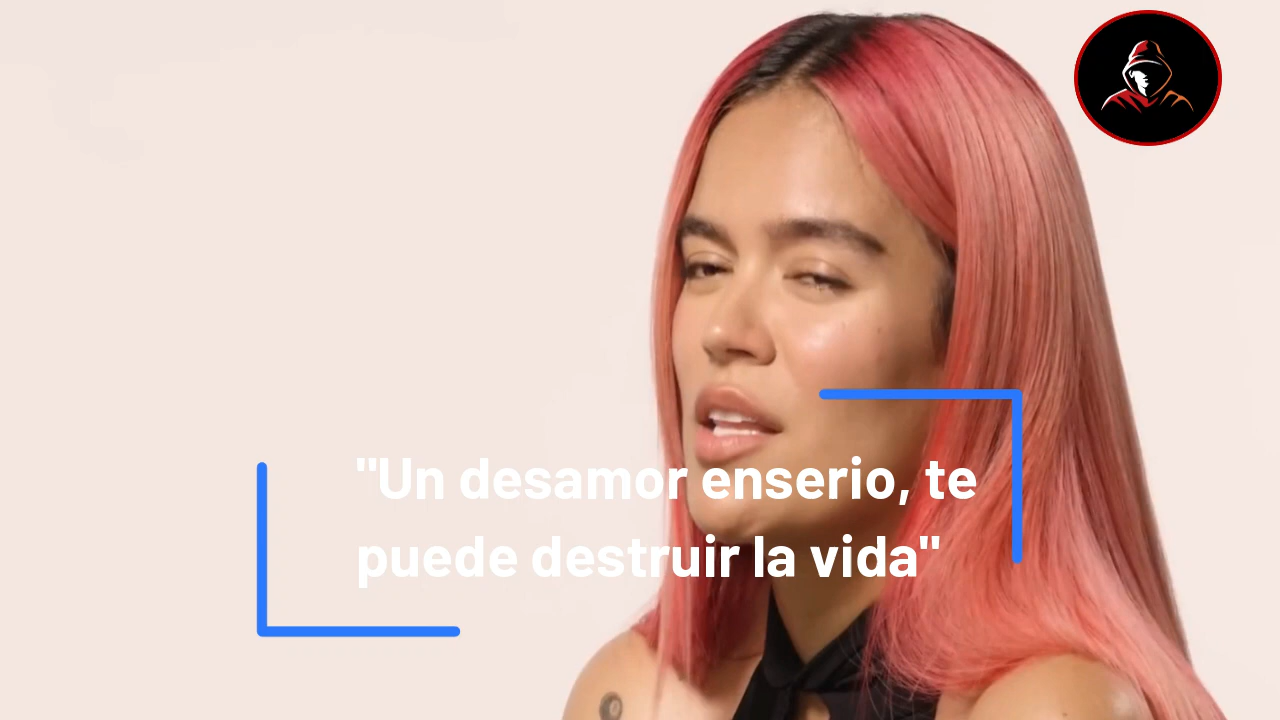 "Un desamor enserio, te
puede destruir la vida"